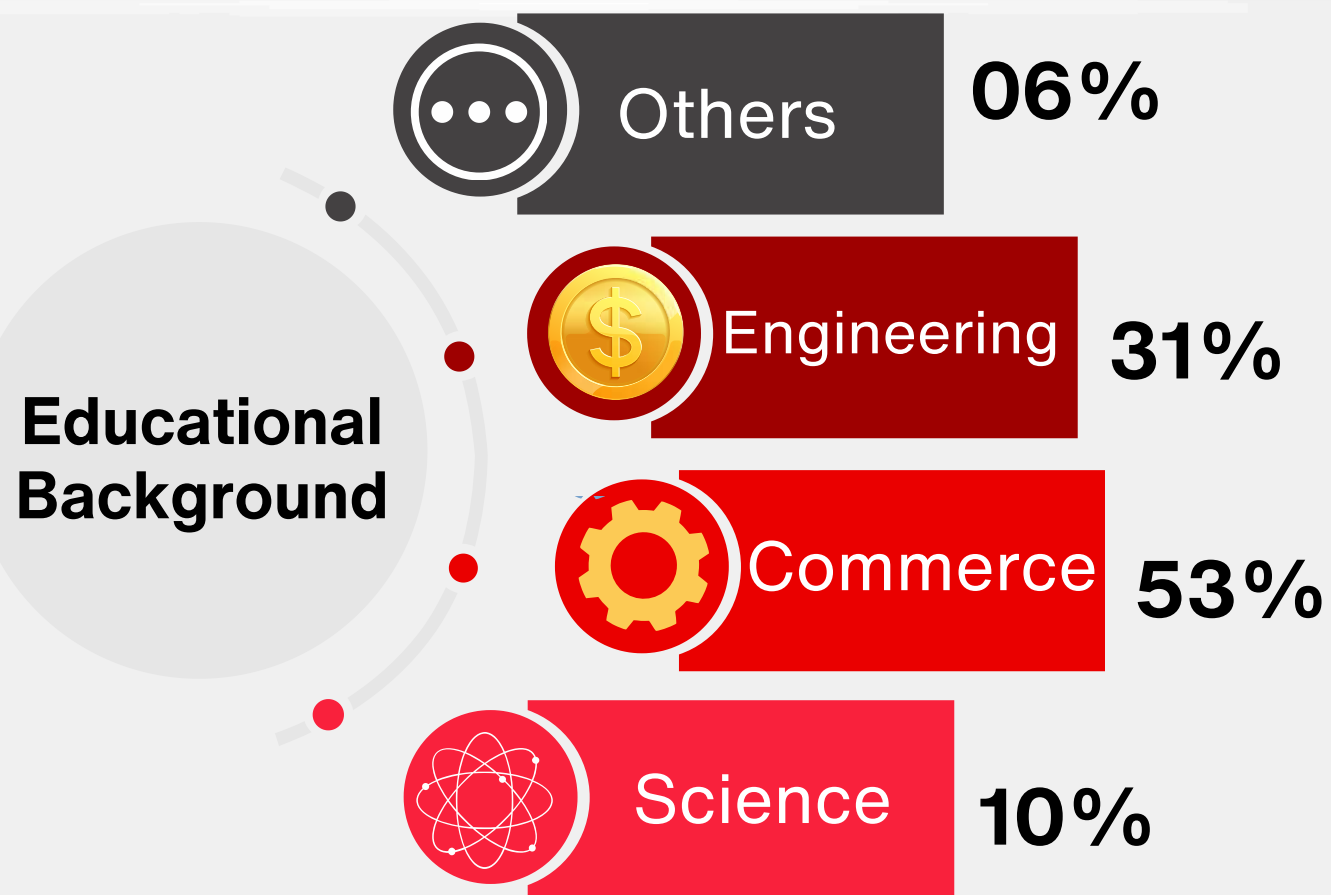 Educational
Background
Others
06%
Engineering
31%
Commerce
53%
Science
10%